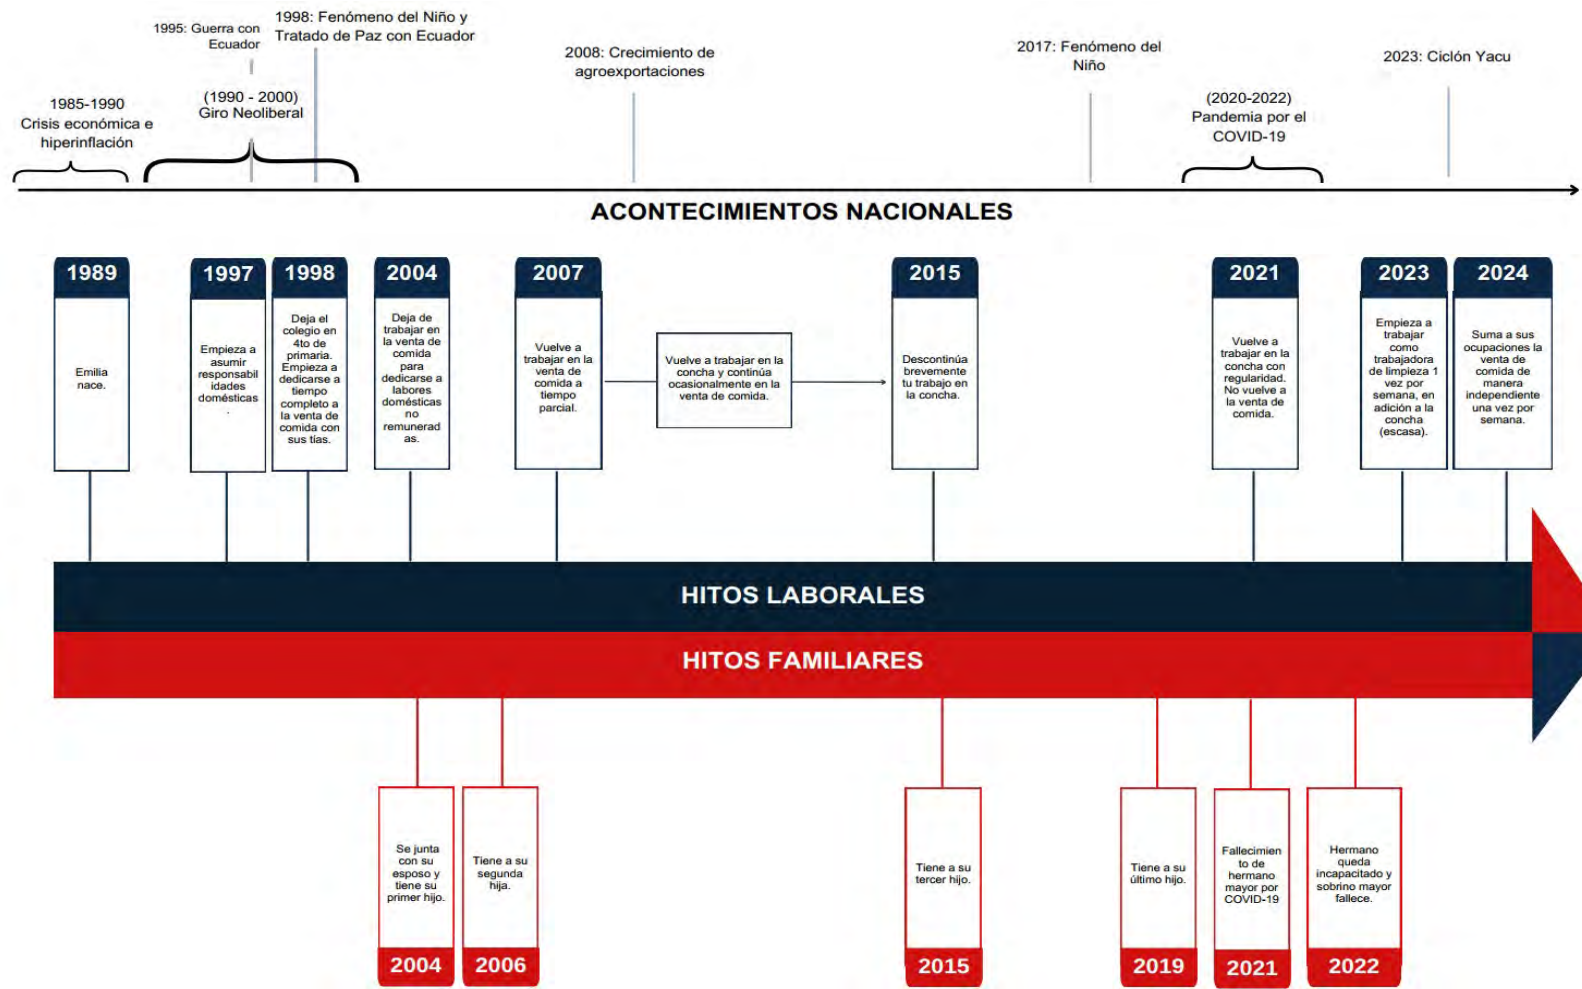 1995: Guerra con
Ecuador
1998: Fenómeno del Niño y
Tratado de Paz con Ecuador
2008: Crecimiento de
agroexportaciones
2017: Fenómeno del
Niño
2023: Ciclón Yacu
1985-1990
Crisis económica e
hiperinflación
(1990 - 2000)
Giro Neoliberal
(2020-2022)
Pandemia por el
COVID-19
ACONTECIMIENTOS NACIONALES
1989
Emilia
nace.
1997
Empieza a
asumir
responsabil
idades
domésticas
.
1998
Deja el
colegio en
4to de
primaria.
Empieza a
dedicarse a
tiempo
completo a
la venta de
comida con
sus tías.
2004
Deja de
trabajar en
la venta de
comida
para
dedicarse a
labores
domésticas
no
remunerad
as.
2007
Vuelve a
trabajar en la
venta de
comida a
tiempo
parcial.
Vuelve a trabajar en la
concha y continúa
ocasionalmente en la
venta de comida.
2015
Descontinúa
brevemente
tu trabajo en
la concha.
2021
Vuelve a
trabajar en la
concha con
regularidad.
No vuelve a
la venta de
comida.
2023
Empieza a
trabajar
como
trabajadora
de limpieza 1
vez por
semana, en
adición a la
concha
(escasa).
2024
Suma a sus
ocupaciones la
venta de
comida de
manera
independiente
una vez por
semana.
HITOS LABORALES
HITOS FAMILIARES
Se junta
con su
esposo y
tiene su
primer hijo.
2004
Tiene a su
segunda
hija.
2006
Tiene a su
tercer hijo.
2015
Tiene a su
último hijo.
2019
Fallecimien
to de
hermano
mayor por
COVID-19
2021
Hermano
queda
incapacitado y
sobrino mayor
fallece.
2022